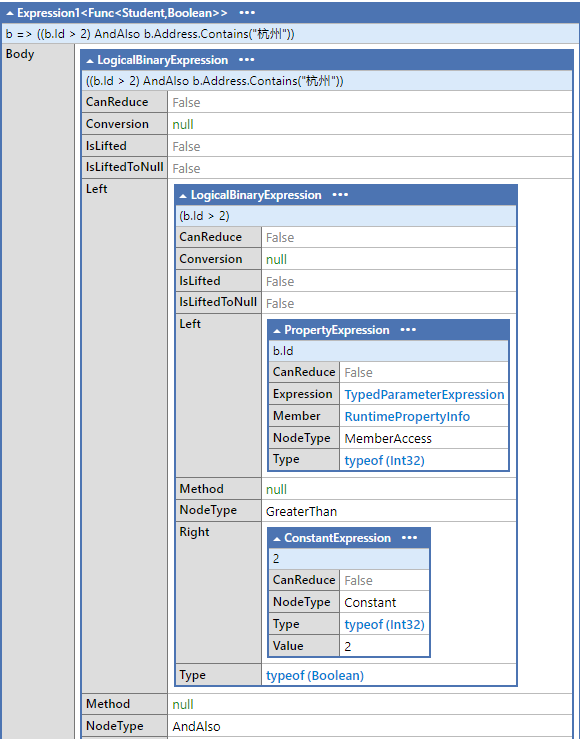 Expression1<Func<Student,Boolean>> •••
b => ((b.Id > 2) AndAlso b.Address.Contains("杭州"))
Body
LogicalBinaryExpression •••
((b.Id > 2) AndAlso b.Address.Contains("杭州"))
CanReduce False
Conversion null
IsLifted False
IsLiftedToNull False
Left
LogicalBinaryExpression •••
(b.Id > 2)
CanReduce False
Conversion null
IsLifted False
IsLiftedToNull False
Left
PropertyExpression •••
b.Id
CanReduce False
Expression TypedParameterExpression
Member RuntimePropertyInfo
NodeType MemberAccess
Type typeof (Int32)
Method null
NodeType GreaterThan
Right
ConstantExpression •••
2
CanReduce False
NodeType Constant
Type typeof (Int32)
Value 2
Type typeof (Boolean)
Method null
NodeType AndAlso